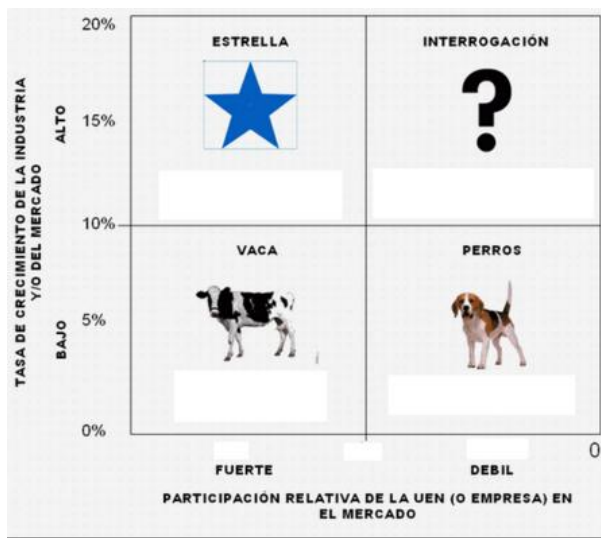 20%
ESTRELLA
INTERROGACIÓN
?
15%
ALTO
TASA DE CRECIMIENTO DE LA INDUSTRIA
Y/O DEL MERCADO
10%
VACA
PERROS
5%
BAJO
0%
0
FUERTE
DEBIL
PARTICIPACIÓN RELATIVA DE LA UEN (O EMPRESA) EN
EL MERCADO